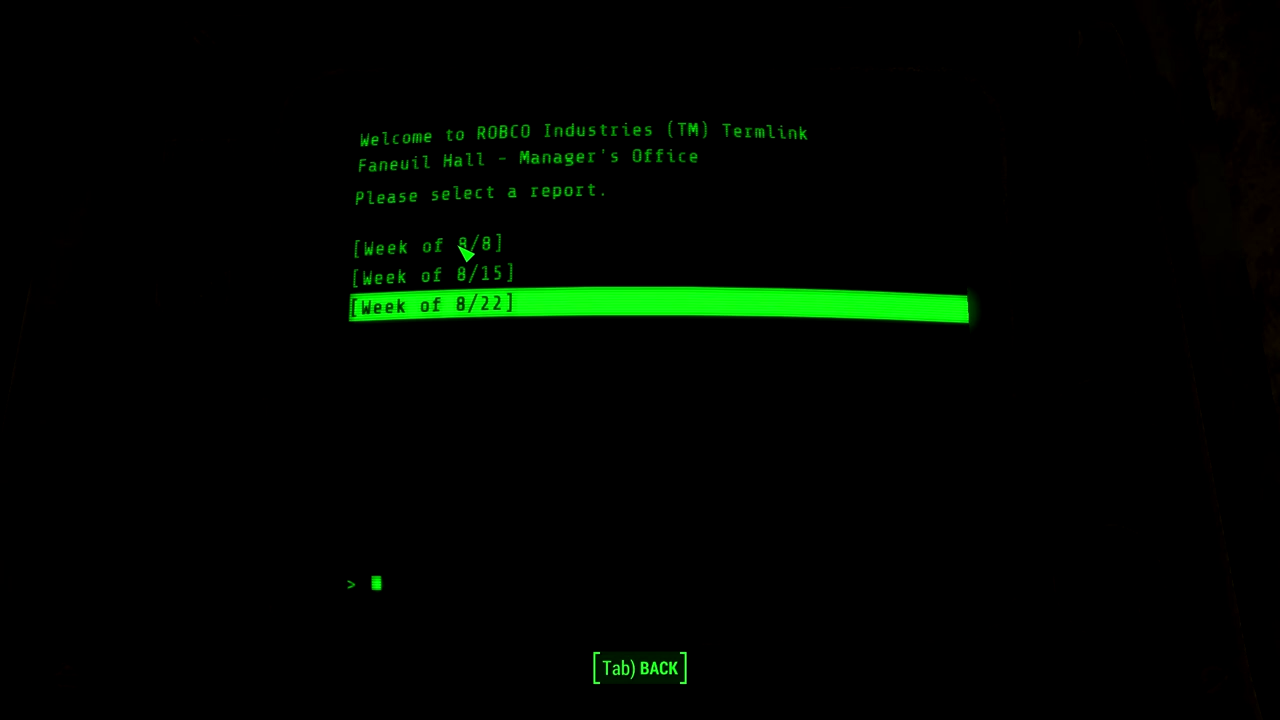 Welcome to ROBCO Industries (TM) Termlink
Faneuil Hall - Manager's Office
Please select a report.
[Week of 8/8]
[Week of 8/15]
[Week of 8/22]
>
Tab) BACK